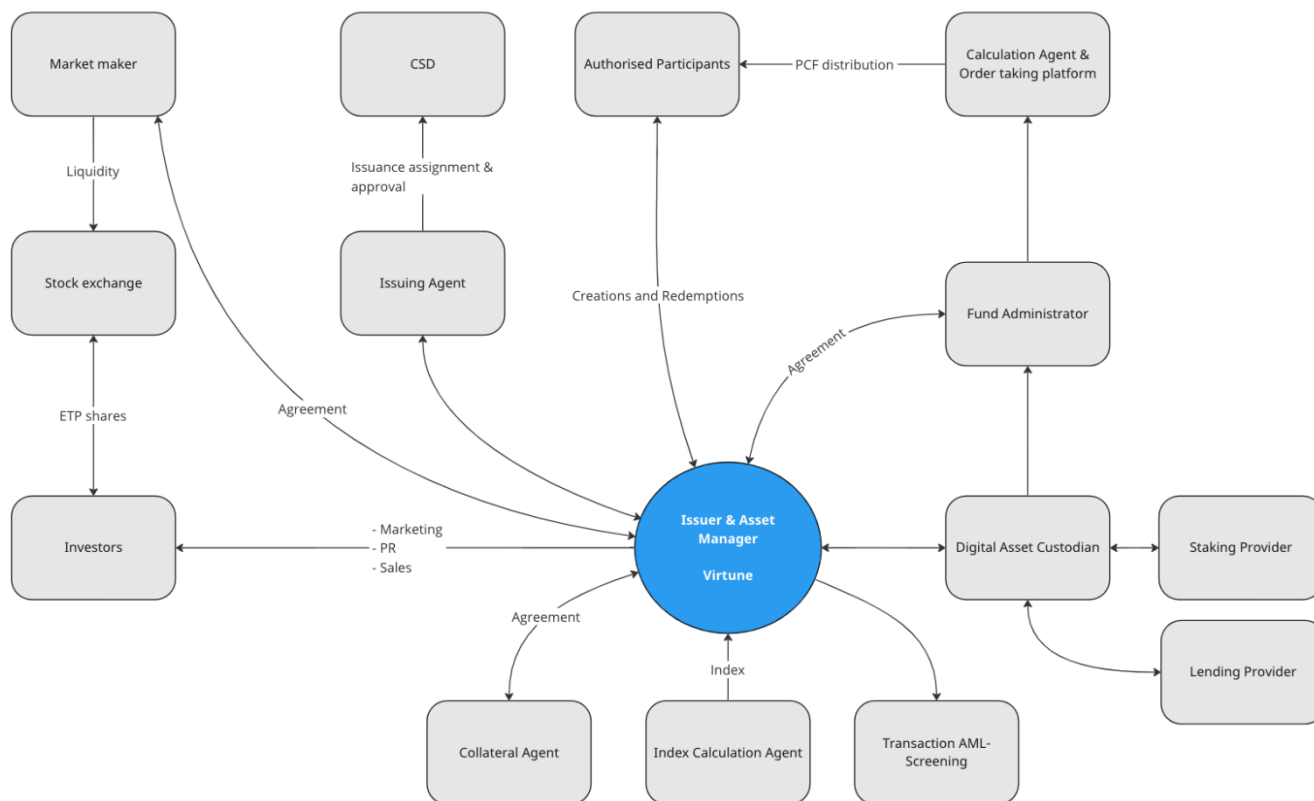 Market maker
CSD
Authorised Participants
PCF distribution
Calculation Agent &
Order taking platform
Liquidity
Issuance assignment &
approval
Stock exchange
Issuing Agent
Creations and Redemptions
Fund Administrator
Agreement
ETP shares
Agreement
Investors
- Marketing
- PR
- Sales
Issuer & Asset
Manager
Virtune
Digital Asset Custodian
Staking Provider
Agreement
Index
Lending Provider
Collateral Agent
Index Calculation Agent
Transaction AML-
Screening